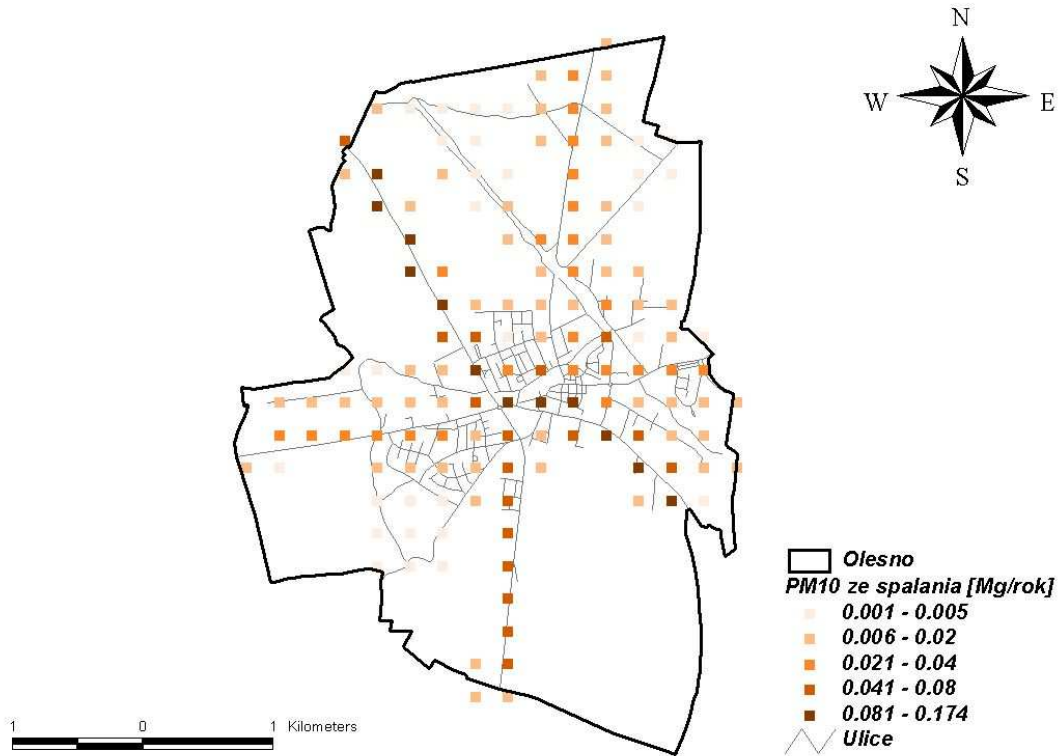 N
W E
S
Olesno
PM10 ze spalania [Mg/rok]
0.001 - 0.005
0.006 - 0.02
0.021 - 0.04
0.041 - 0.08
0.081 - 0.174
Ulice
1 0 1 Kilometers